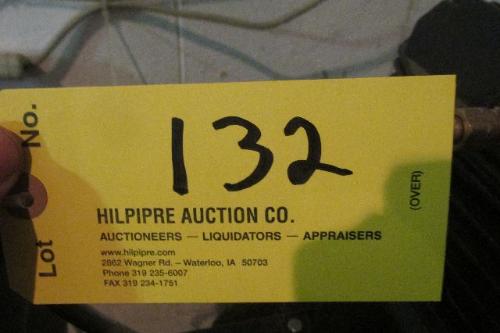 Lot No.
132
(OVER)
HILPIPRE AUCTION CO.
AUCTIONEERS — LIQUIDATORS — APPRAISERS
www.hilpipre.com
2862 Wagner Rd. – Waterloo, IA 50703
Phone 319 235-6007
FAX 319 234-1751